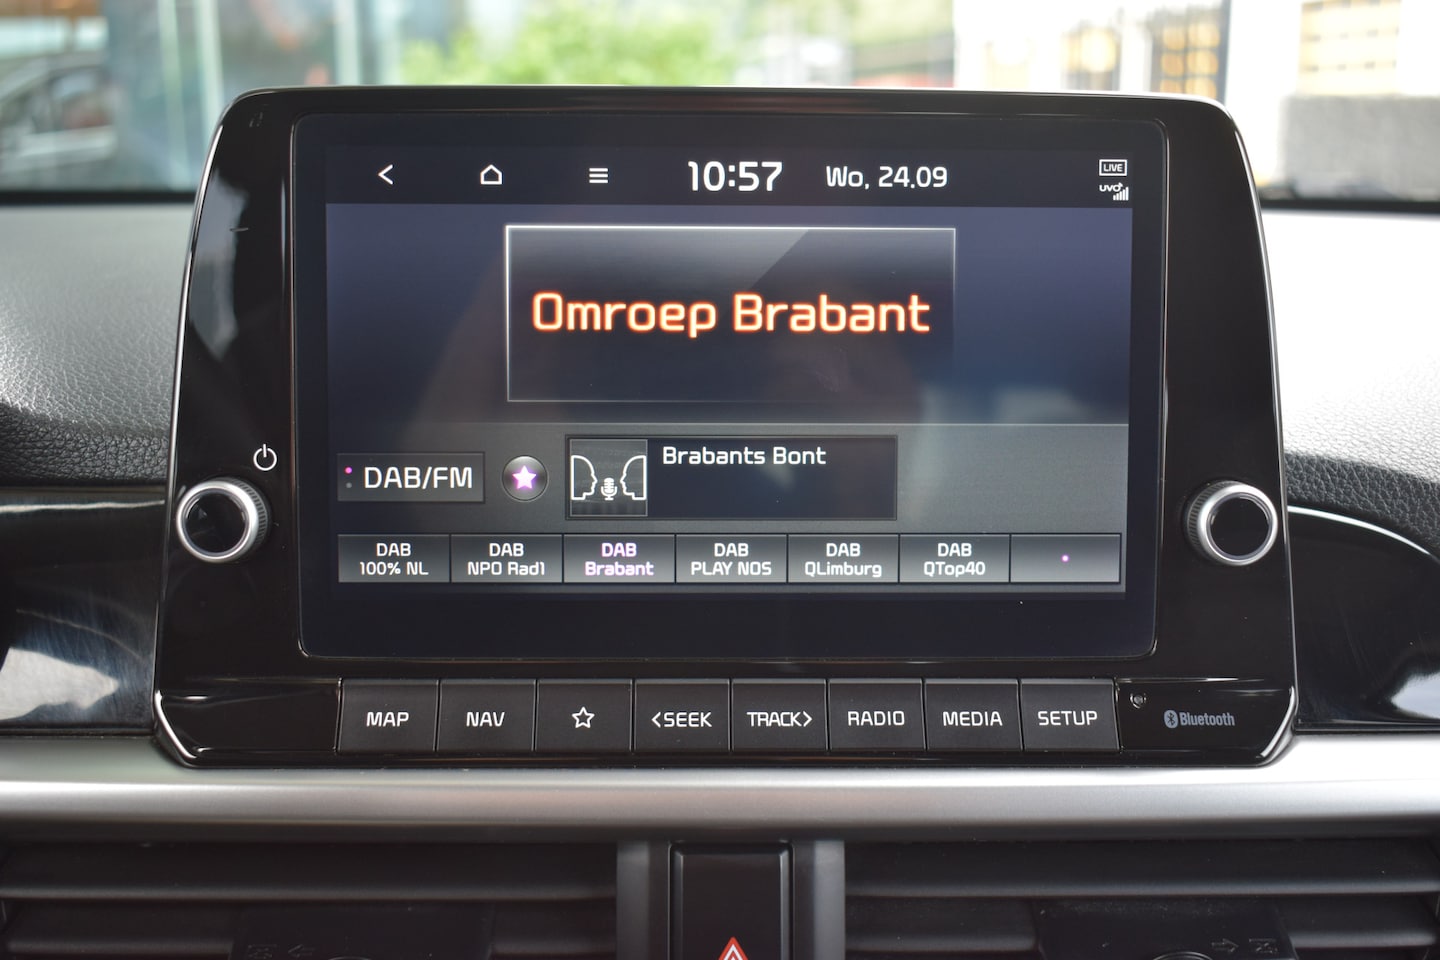 10:57 Wo, 24.09 LIVE
UVO
Omroep Brabant
DAB/FM Brabants Bont
DAB DAB DAB DAB DAB DAB
100% NL NPO Rad1 Brabant PLAY NOS QLimburg QTop40
MAP NAV <SEEK TRACK> RADIO MEDIA SETUP Bluetooth